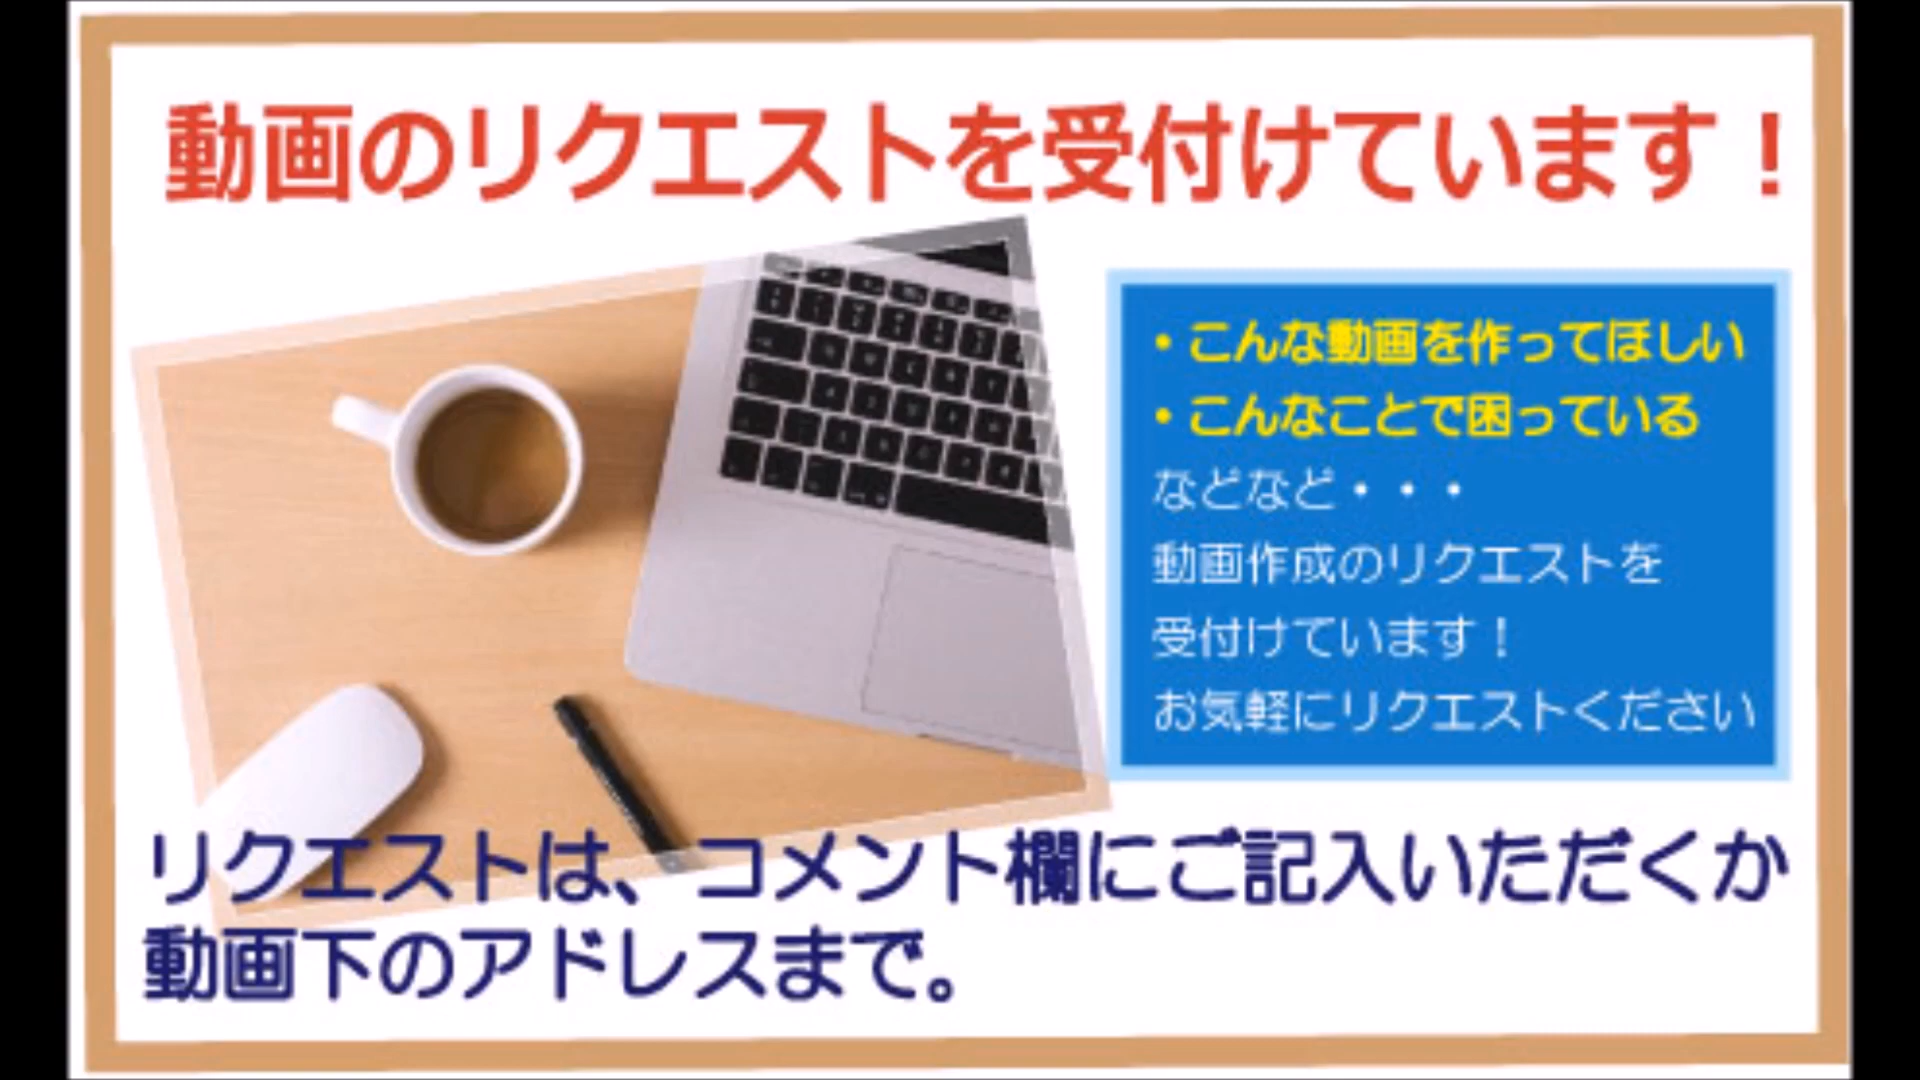 動画のリクエストを受付けています！
・こんな動画を作ってほしい
・こんなことで困っている
などなど・・・
動画作成のリクエストを
受付けています！
お気軽にリクエストください
リクエストは、コメント欄にご記入いただくか
動画下のアドレスまで。